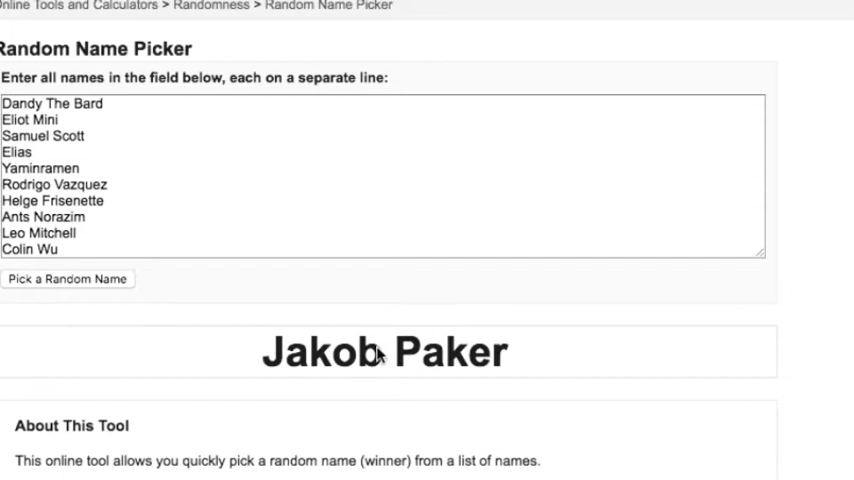 Online Tools and Calculators > Randomness > Random Name Picker
Random Name Picker
Enter all names in the field below, each on a separate line:
Dandy The Bard
Eliot Mini
Samuel Scott
Elias
Yaminramen
Rodrigo Vazquez
Helge Frisenette
Ants Norazim
Leo Mitchell
Colin Wu
Pick a Random Name
Jakob Paker
About This Tool
This online tool allows you quickly pick a random name (winner) from a list of names.